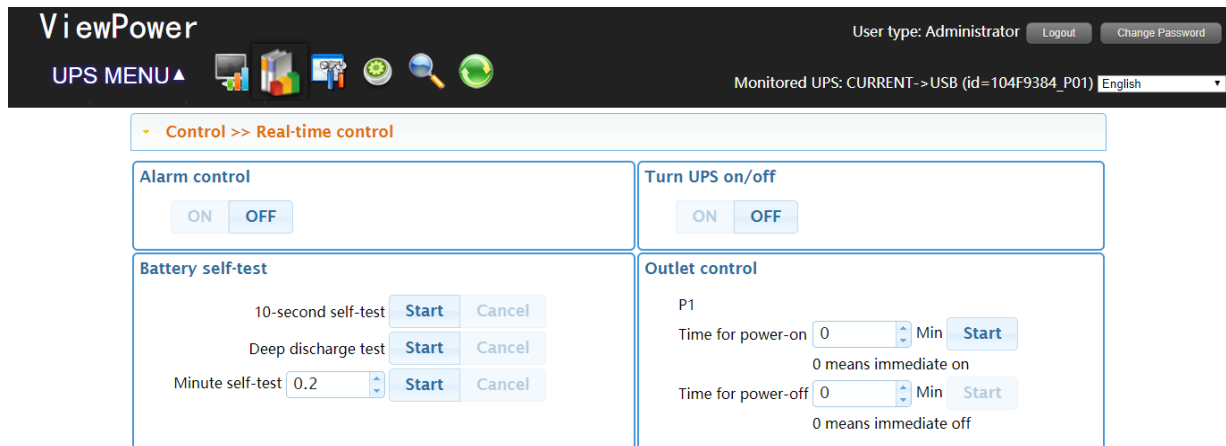 ViewPower
User type: Administrator Logout Change Password
UPS MENU▲
Monitored UPS: CURRENT->USB (id=104F9384_P01) English
Control >> Real-time control
Alarm control
ON OFF
Turn UPS on/off
ON OFF
Battery self-test
10-second self-test Start Cancel
Deep discharge test Start Cancel
Minute self-test 0.2 Start Cancel
Outlet control
P1
Time for power-on 0 Min Start
0 means immediate on
Time for power-off 0 Min Start
0 means immediate off